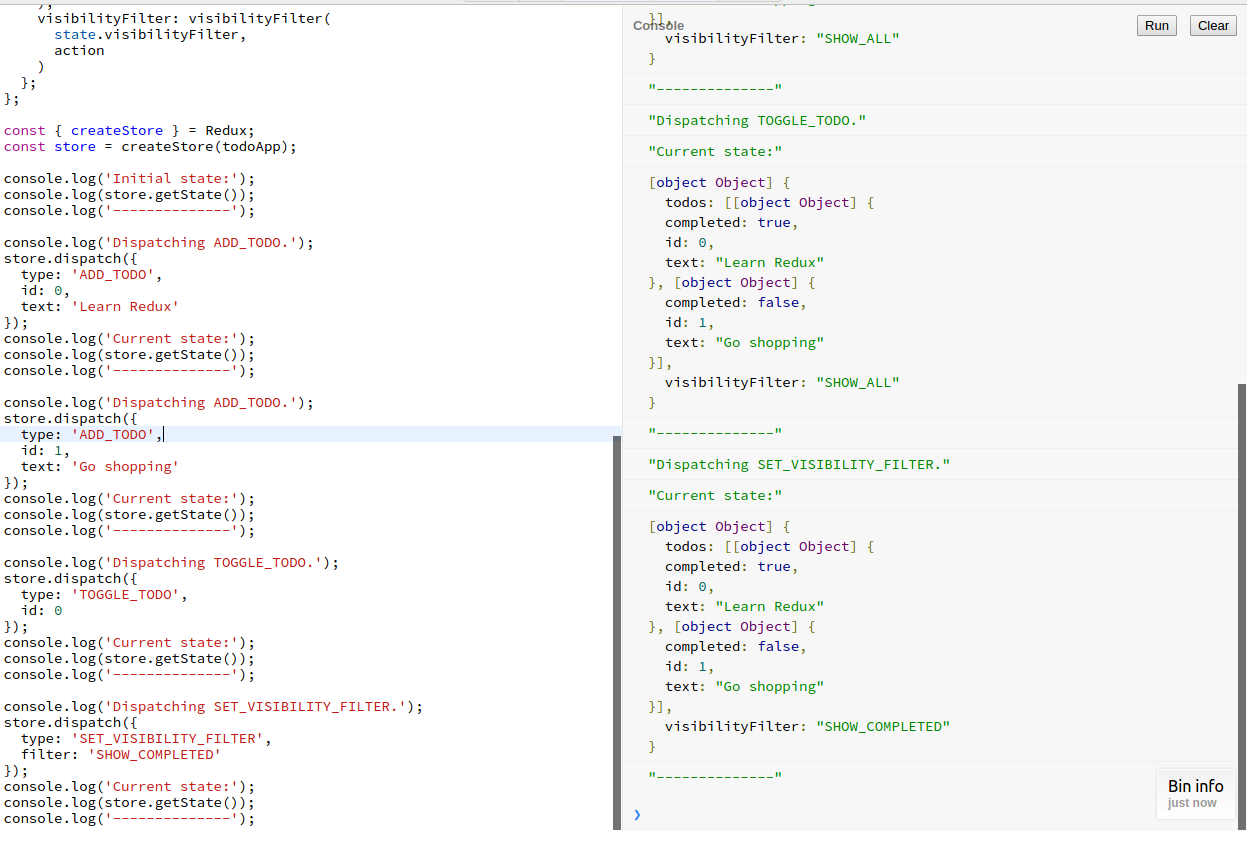 );
    visibilityFilter: visibilityFilter(
      state.visibilityFilter,
      action
    )
  };
};

const { createStore } = Redux;
const store = createStore(todoApp);

console.log('Initial state:');
console.log(store.getState());
console.log('--------------');

console.log('Dispatching ADD_TODO.');
store.dispatch({
  type: 'ADD_TODO',
  id: 0,
  text: 'Learn Redux'
});
console.log('Current state:');
console.log(store.getState());
console.log('--------------');

console.log('Dispatching ADD_TODO.');
store.dispatch({
  type: 'ADD_TODO',
  id: 1,
  text: 'Go shopping'
});
console.log('Current state:');
console.log(store.getState());
console.log('--------------');

console.log('Dispatching TOGGLE_TODO.');
store.dispatch({
  type: 'TOGGLE_TODO',
  id: 0
});
console.log('Current state:');
console.log(store.getState());
console.log('--------------');

console.log('Dispatching SET_VISIBILITY_FILTER.');
store.dispatch({
  type: 'SET_VISIBILITY_FILTER',
  filter: 'SHOW_COMPLETED'
});
console.log('Current state:');
console.log(store.getState());
console.log('--------------');
Console
Run
Clear
}],
  visibilityFilter: "SHOW_ALL"
}
"--------------"
"Dispatching TOGGLE_TODO."
"Current state:"
[object Object] {
  todos: [[object Object] {
  completed: true,
  id: 0,
  text: "Learn Redux"
}, [object Object] {
  completed: false,
  id: 1,
  text: "Go shopping"
}],
  visibilityFilter: "SHOW_ALL"
}
"--------------"
"Dispatching SET_VISIBILITY_FILTER."
"Current state:"
[object Object] {
  todos: [[object Object] {
  completed: true,
  id: 0,
  text: "Learn Redux"
}, [object Object] {
  completed: false,
  id: 1,
  text: "Go shopping"
}],
  visibilityFilter: "SHOW_COMPLETED"
}
"--------------"
❯
Bin info
just now